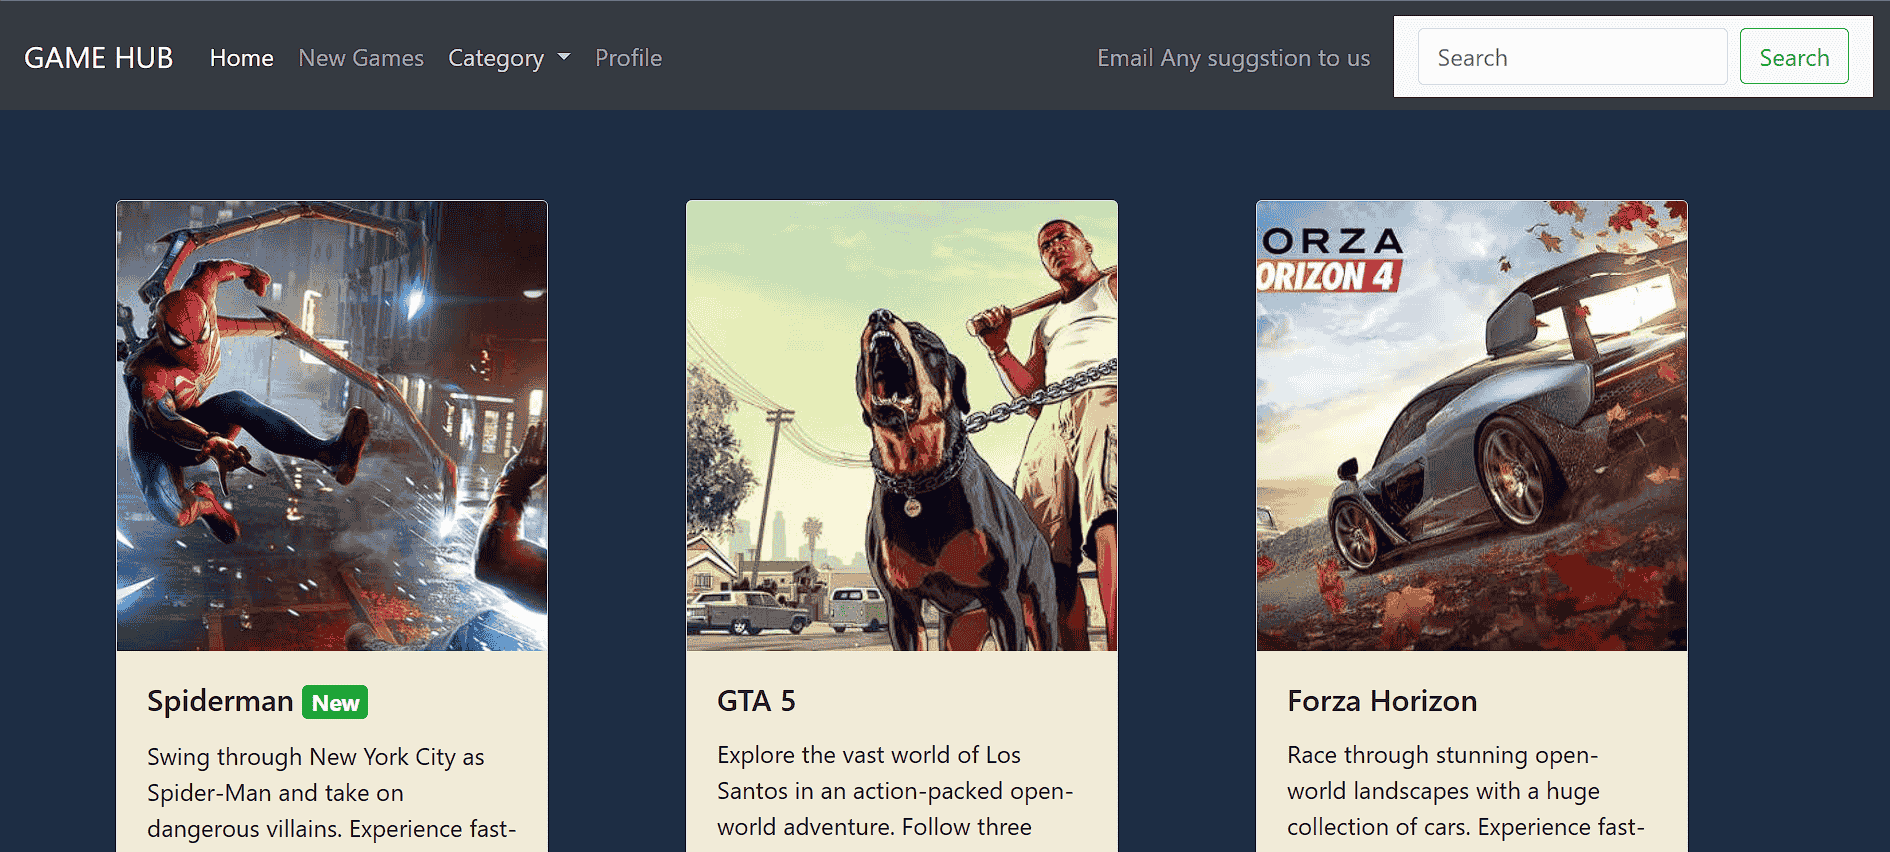 GAME HUB Home New Games Category Profile Email Any suggstion to us Search Search
ORZA
ORIZON 4
Spiderman New
Swing through New York City as
Spider-Man and take on
dangerous villains. Experience fast-
GTA 5
Explore the vast world of Los
Santos in an action-packed open-
world adventure. Follow three
Forza Horizon
Race through stunning open-
world landscapes with a huge
collection of cars. Experience fast-